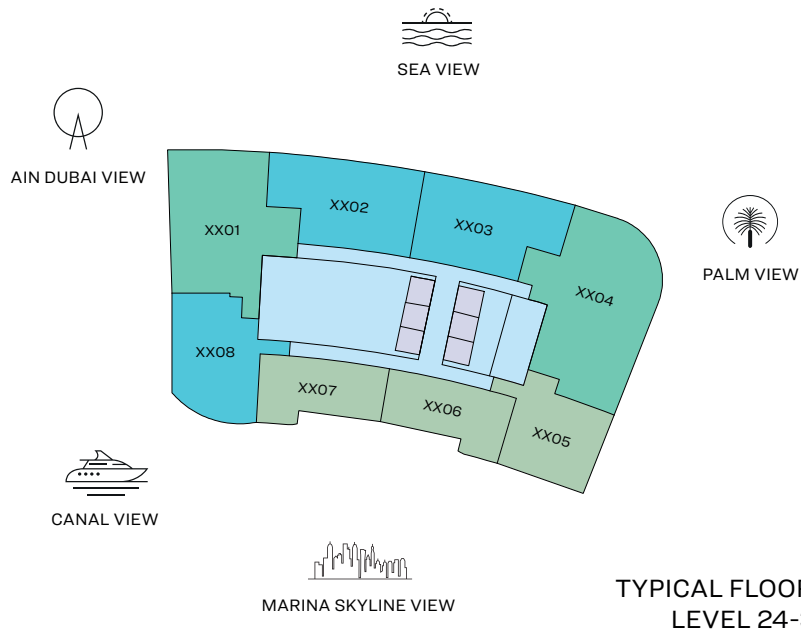 SEA VIEW
AIN DUBAI VIEW
XX02
XX01
XX03
PALM VIEW
XX04
XX08
XX07
XX06
XX05
CANAL VIEW
MARINA SKYLINE VIEW
TYPICAL FLOOR
LEVEL 24-